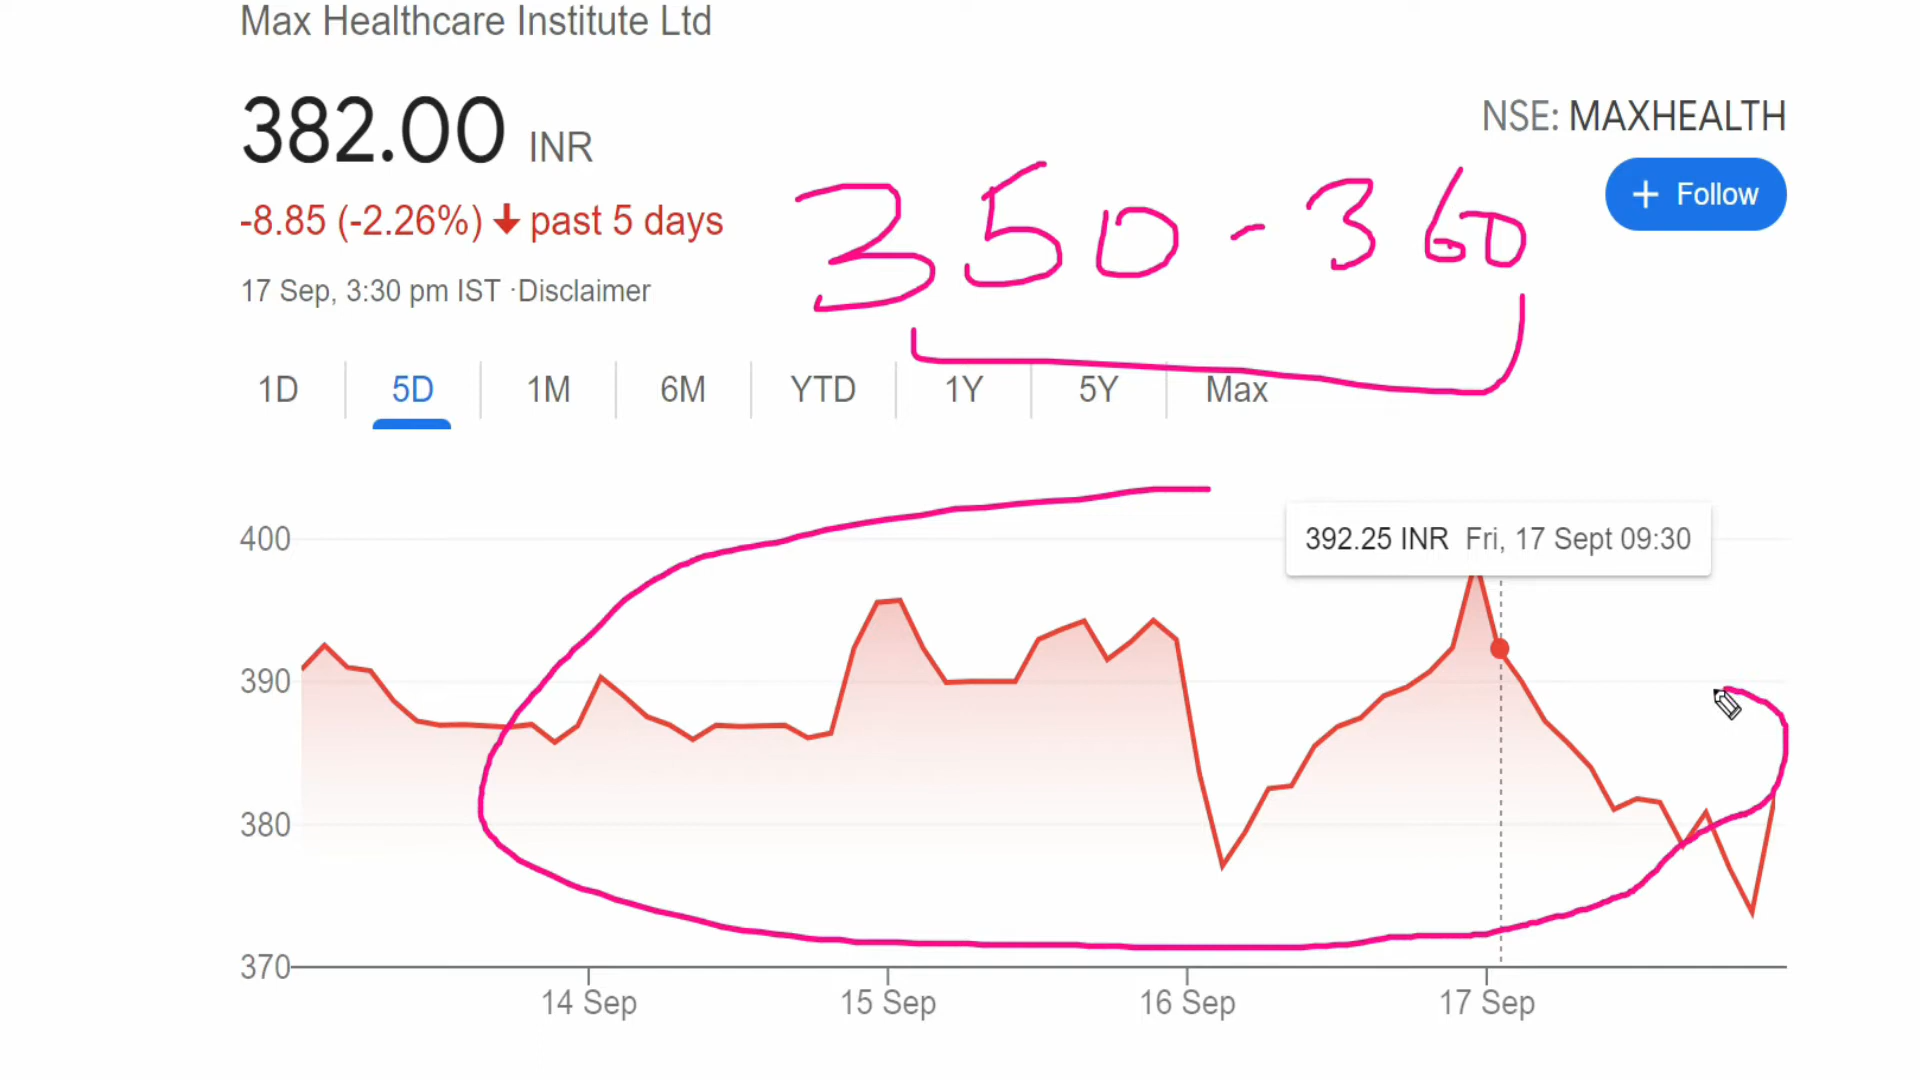 Max Healthcare Institute Ltd
382.00 INR
NSE: MAXHEALTH
+ Follow
350-360
-8.85 (-2.26%) ↓ past 5 days
17 Sep, 3:30 pm IST ·Disclaimer
1D 5D 1M 6M YTD 1Y 5Y Max
400
392.25 INR Fri, 17 Sept 09:30
390
380
370
14 Sep 15 Sep 16 Sep 17 Sep